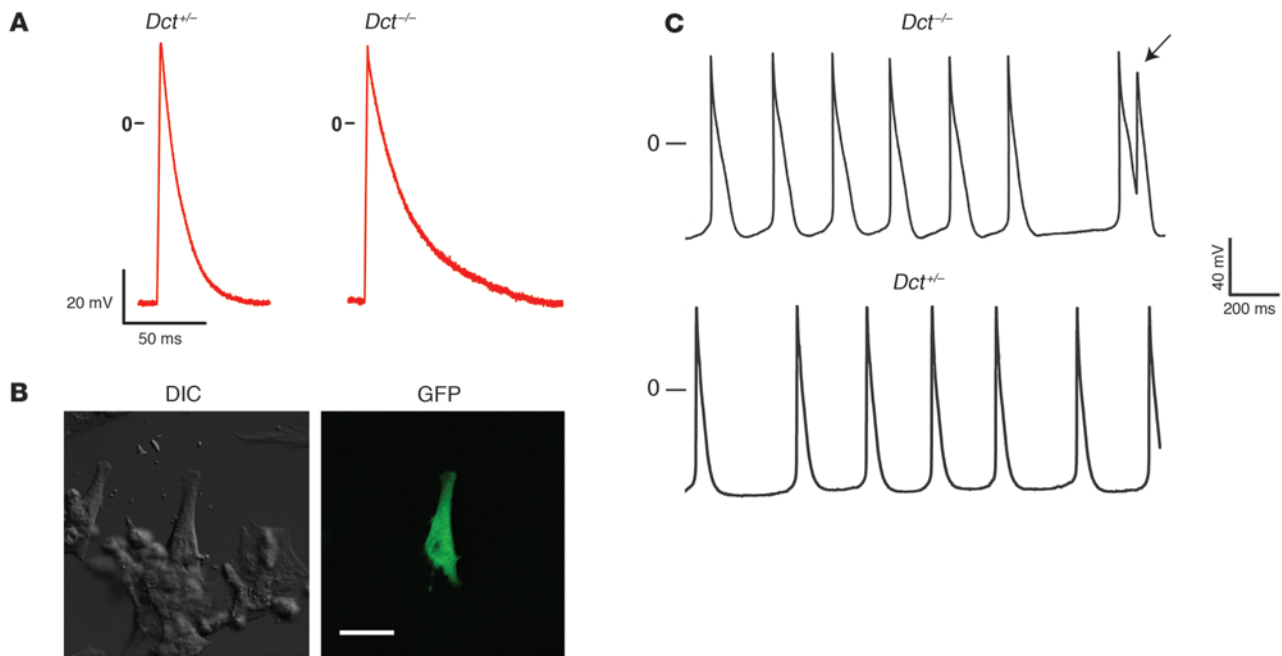 A
Dct+/–
Dct–/–
0–
0–
20 mV
50 ms
B
DIC
GFP
C
Dct–/–
0 —
Dct+/–
0 —
40 mV
200 ms